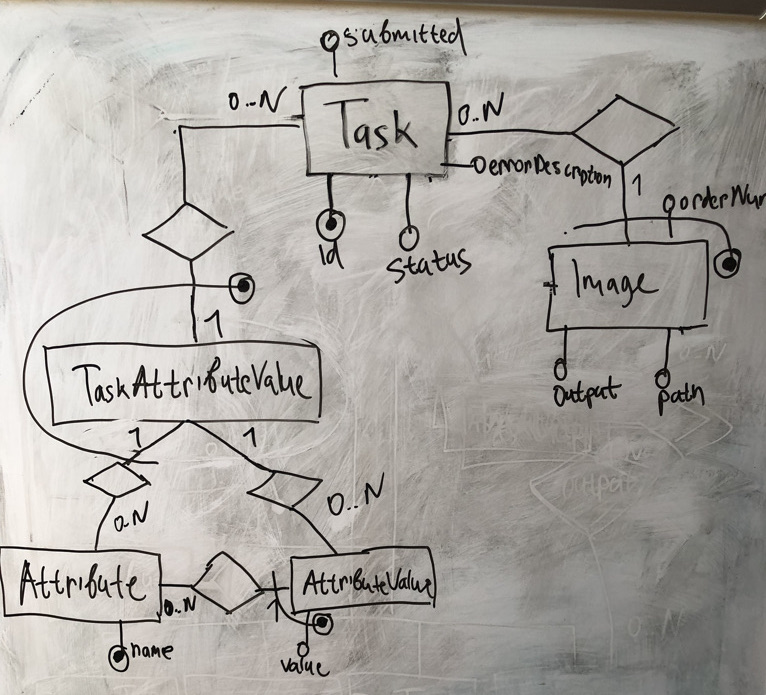 submitted
0..N
Task
0..N
errorDescription
1
orderNum
Id
Status
Image
1
TaskAttributeValue
Output
path
1
1
0..N
0..N
Attribute
0..N
1
AttributeValue
name
value